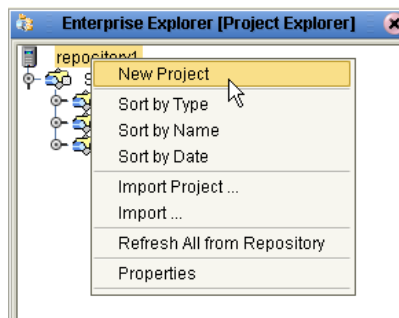 Enterprise Explorer [Project Explorer]
repository1
S
New Project
Sort by Type
Sort by Name
Sort by Date
Import Project ...
Import ...
Refresh All from Repository
Properties